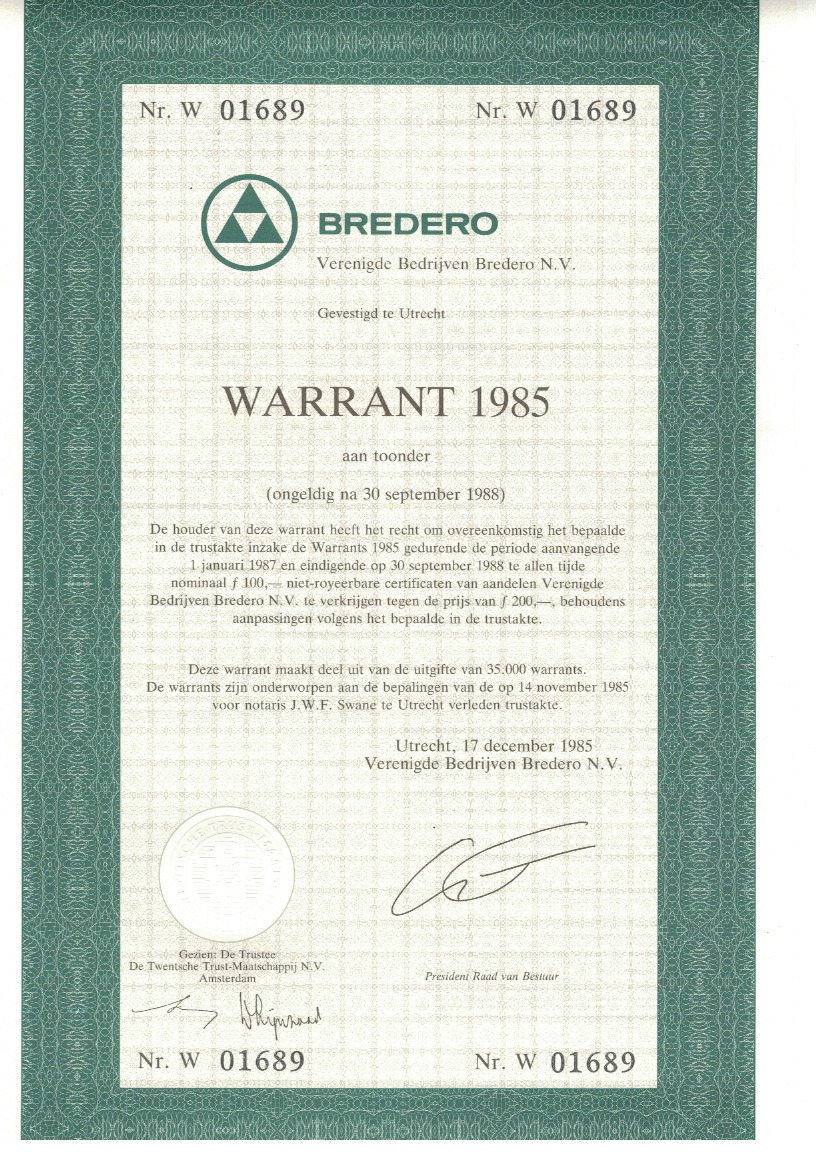 Nr. W 01689 Nr. W 01689
BREDERO
Verenigde Bedrijven Bredero N.V.
Gevestigd te Utrecht
WARRANT 1985
aan toonder
(ongeldig na 30 september 1988)
De houder van deze warrant heeft het recht om overeenkomstig het bepaalde
in de trustakte inzake de Warrants 1985 gedurende de periode aanvangende
1 januari 1987 en eindigende op 30 september 1988 te allen tijde
nominaal ƒ 100,— niet-royeerbare certificaten van aandelen Verenigde
Bedrijven Bredero N.V. te verkrijgen tegen de prijs van ƒ 200,—, behoudens
aanpassingen volgens het bepaalde in de trustakte.
Deze warrant maakt deel uit van de uitgifte van 35.000 warrants.
De warrants zijn onderworpen aan de bepalingen van de op 14 november 1985
voor notaris J.W.F. Swane te Utrecht verleden trustakte.
Utrecht, 17 december 1985
Verenigde Bedrijven Bredero N.V.
Gezien: De Trustee
De Twentsche Trust-Maatschappij N.V.
Amsterdam
President Raad van Bestuur
Nr. W 01689 Nr. W 01689